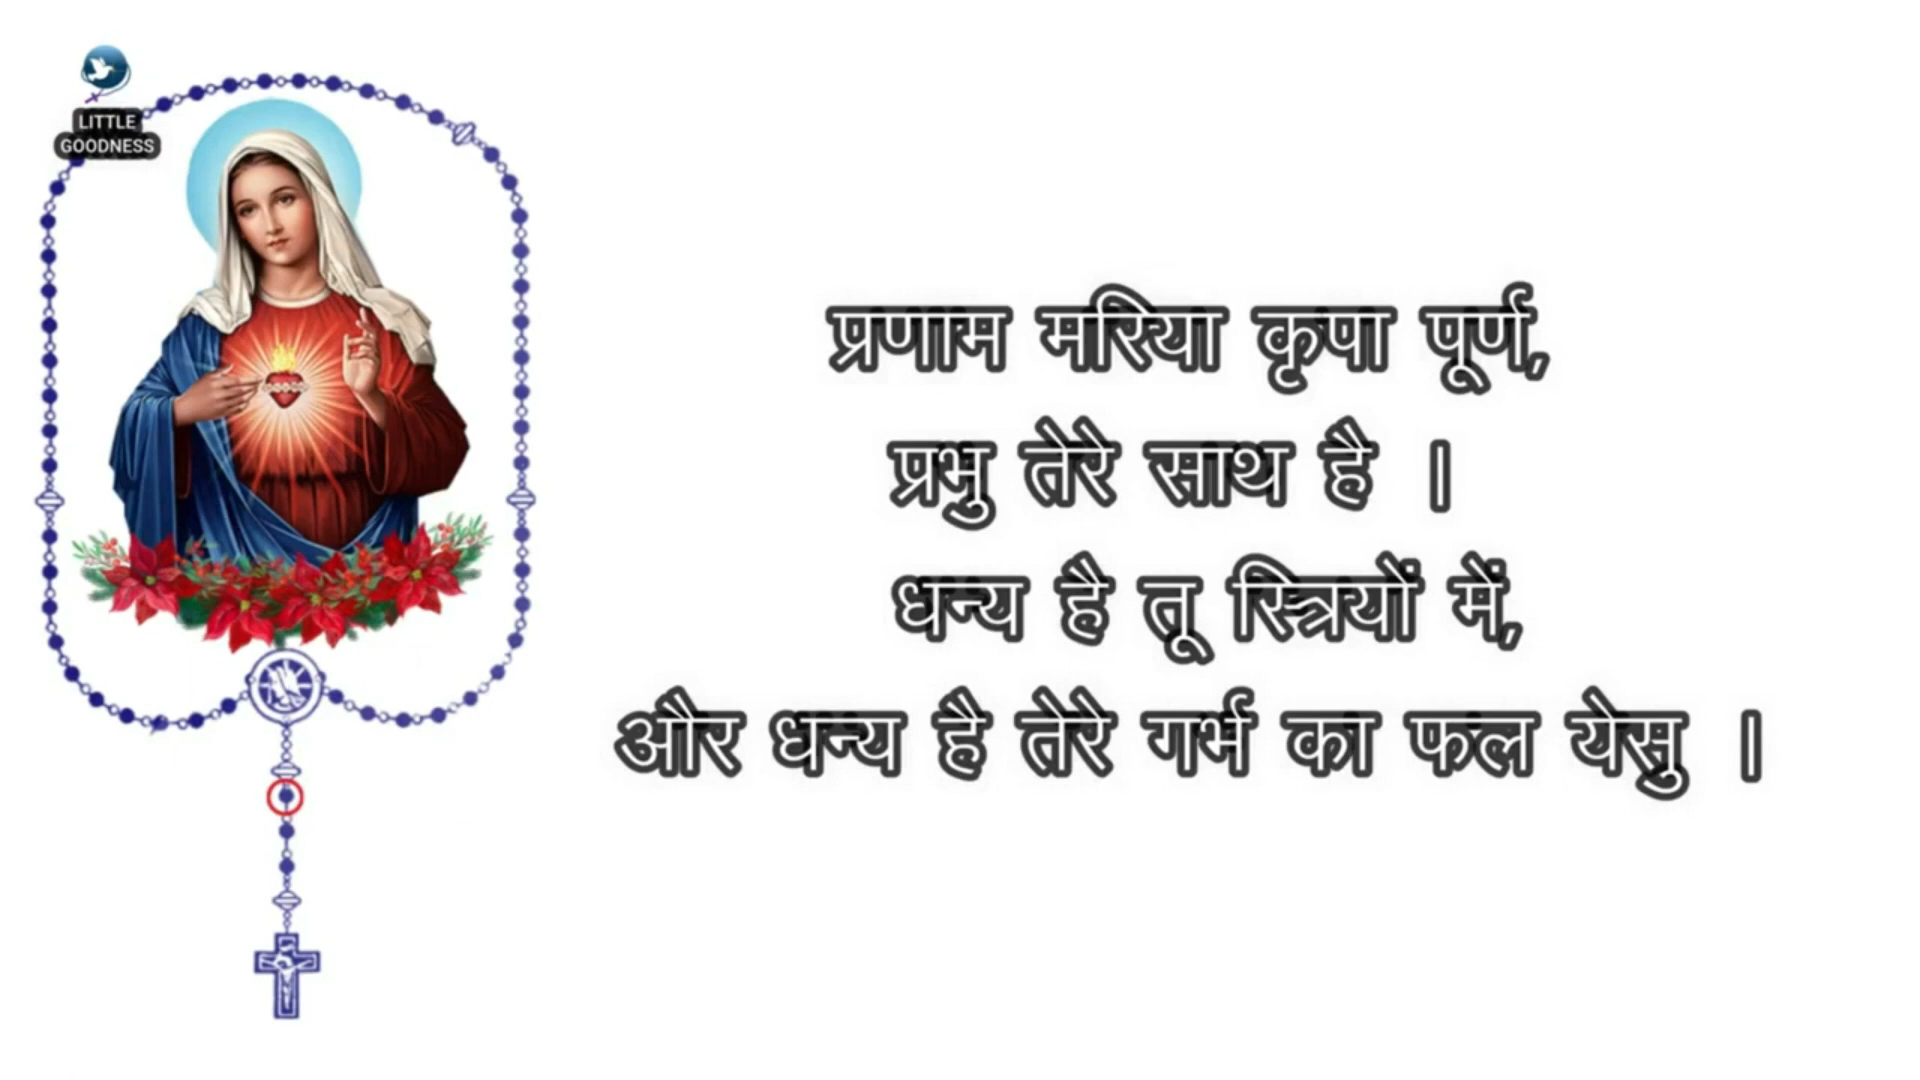 LITTLE
GOODNESS
प्रणाम मरिया कृपा पूर्ण,
प्रभु तेरे साथ है ।
धन्य है तू स्त्रियों में,
और धन्य है तेरे गर्भ का फल येसु ।